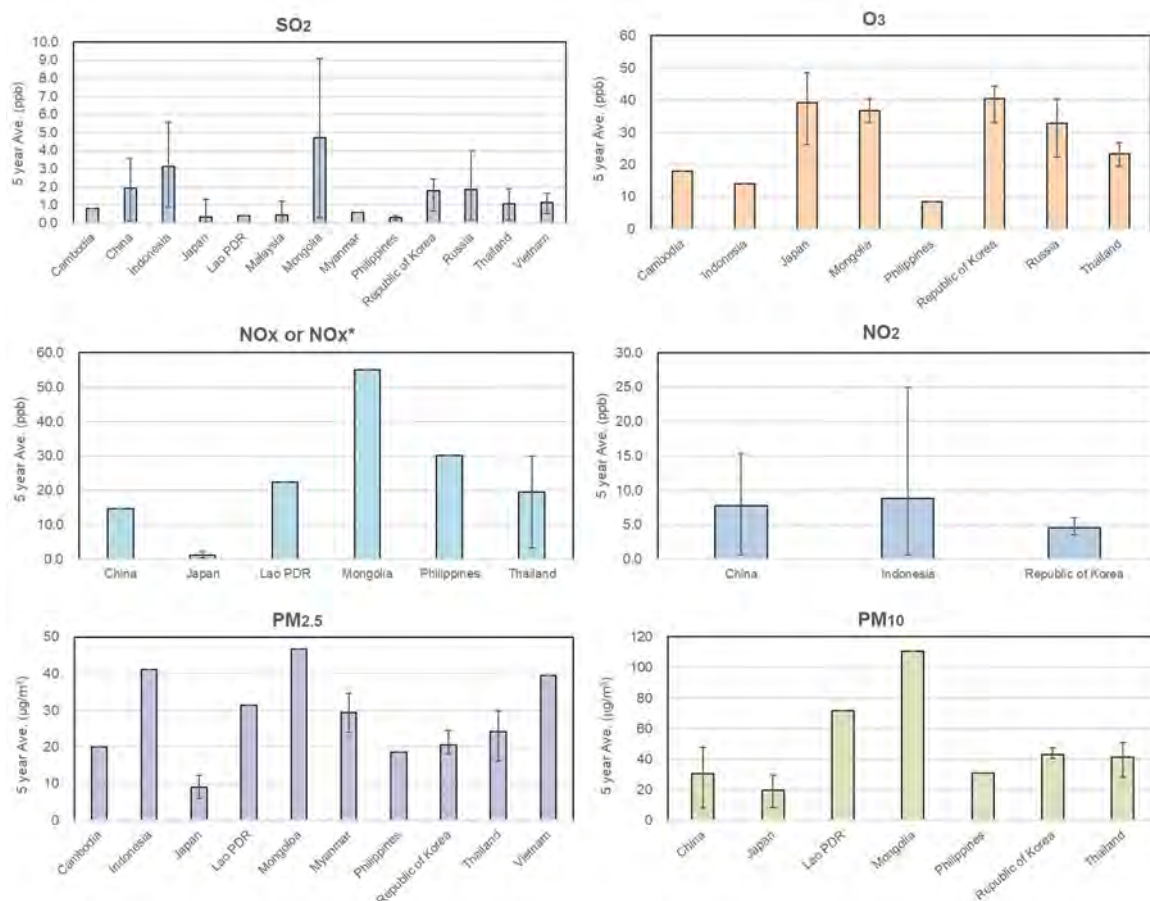 SO2
5 year Ave. (ppb)
10.0
9.0
8.0
7.0
6.0
5.0
4.0
3.0
2.0
1.0
0.0
Cambodia
China
Indonesia
Japan
Lao PDR
Malaysia
Mongolia
Myanmar
Philippines
Republic of Korea
Russia
Thailand
Vietnam
O3
5 year Ave. (ppb)
60
50
40
30
20
10
0
Cambodia
Indonesia
Japan
Mongolia
Philippines
Republic of Korea
Russia
Thailand
NOx or NOx*
5 year Ave. (ppb)
60.0
50.0
40.0
30.0
20.0
10.0
0.0
China
Japan
Lao PDR
Mongolia
Philippines
Thailand
NO2
5 year Ave. (ppb)
30.0
25.0
20.0
15.0
10.0
5.0
0.0
China
Indonesia
Republic of Korea
PM2.5
5 year Ave. (μg/m³)
50
40
30
20
10
0
Cambodia
Indonesia
Japan
Lao PDR
Mongoloa
Myanmar
Philippines
Republic of Korea
Thailand
Vietnam
PM10
5 year Ave. (μg/m³)
120
100
80
60
40
20
0
China
Japan
Lao PDR
Mongolia
Philippines
Republic of Korea
Thailand